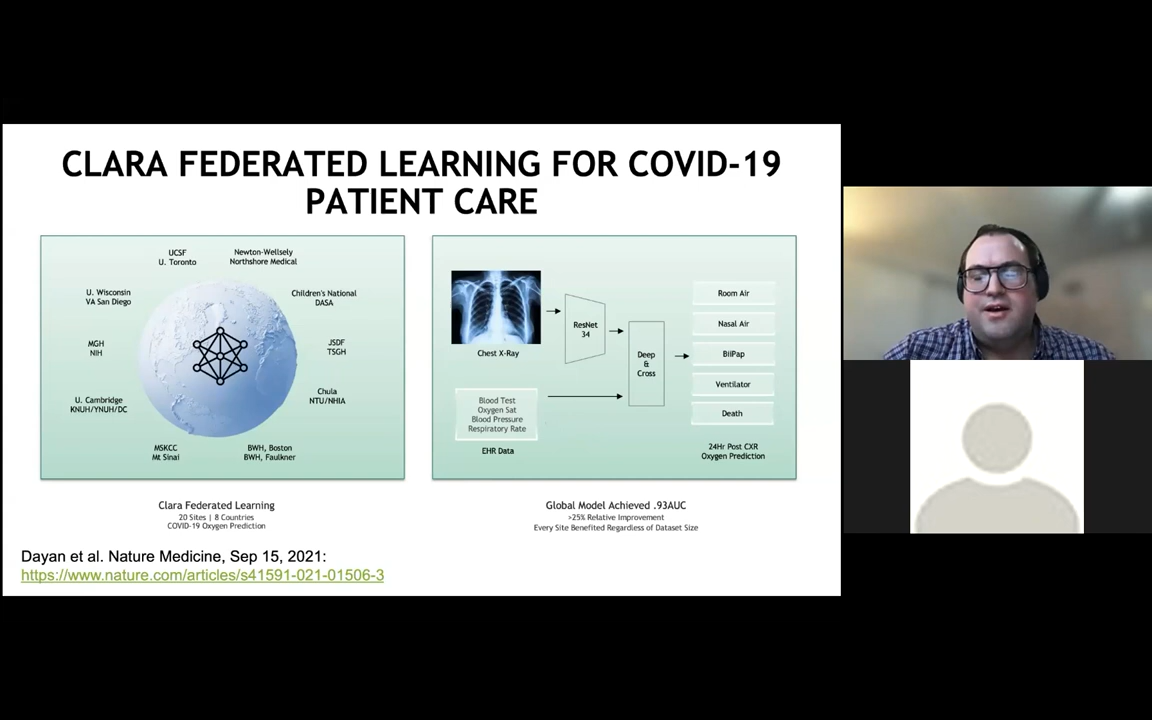 CLARA FEDERATED LEARNING FOR COVID-19
PATIENT CARE
UCSF
U. Toronto
Newton-Wellsely
Northshore Medical
U. Wisconsin
VA San Diego
Children's National
DASA
MGH
NIH
JSDF
TSGH
U. Cambridge
KNUH/YNUH/DC
Chula
NTU/NHIA
MSKCC
Mt Sinai
BWH, Boston
BWH, Faulkner
Clara Federated Learning
20 Sites | 8 Countries
COVID-19 Oxygen Prediction
Chest X-Ray
ResNet
34
Blood Test
Oxygen Sat
Blood Pressure
Respiratory Rate
EHR Data
Deep
&
Cross
Room Air
Nasal Air
BiiPap
Ventilator
Death
24Hr Post CXR
Oxygen Prediction
Global Model Achieved .93AUC
>25% Relative Improvement
Every Site Benefited Regardless of Dataset Size
Dayan et al. Nature Medicine, Sep 15, 2021:
https://www.nature.com/articles/s41591-021-01506-3